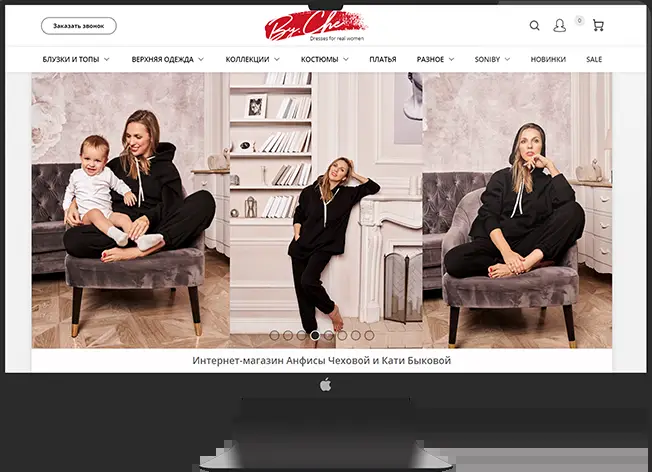 Заказать звонок
By Che
Dresses for real women
0
БЛУЗКИ И ТОПЫ ВЕРХНЯЯ ОДЕЖДА КОЛЛЕКЦИИ КОСТЮМЫ ПЛАТЬЯ РАЗНОЕ SONIBY НОВИНКИ SALE
Интернет-магазин Анфисы Чеховой и Кати Быковой